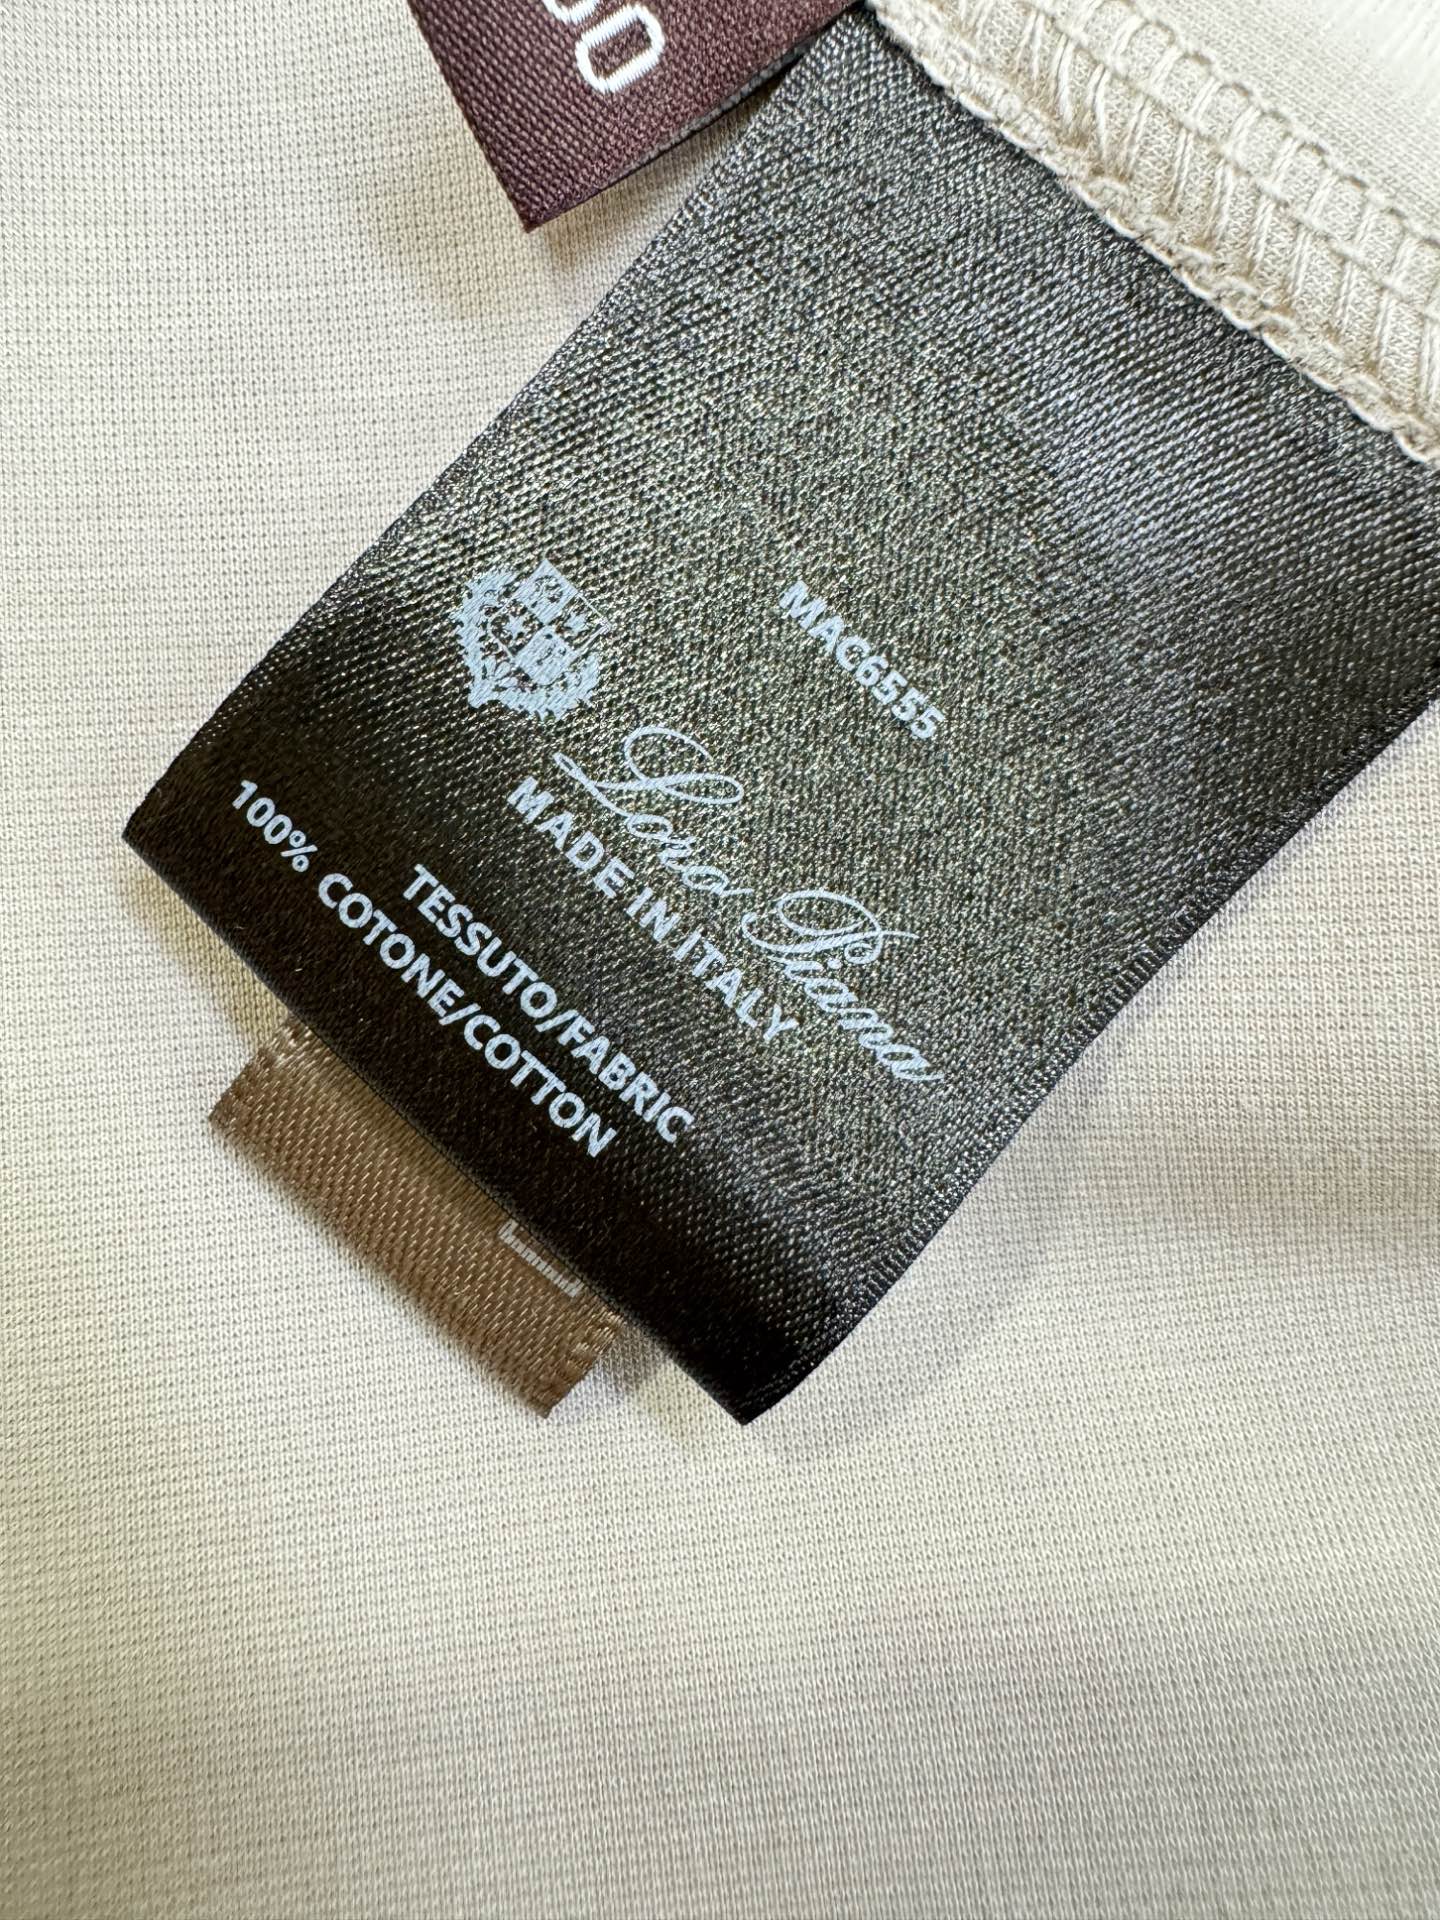 MAC6555
Loro Piana
MADE IN ITALY
TESSUTO/FABRIC
100% COTONE/COTTON